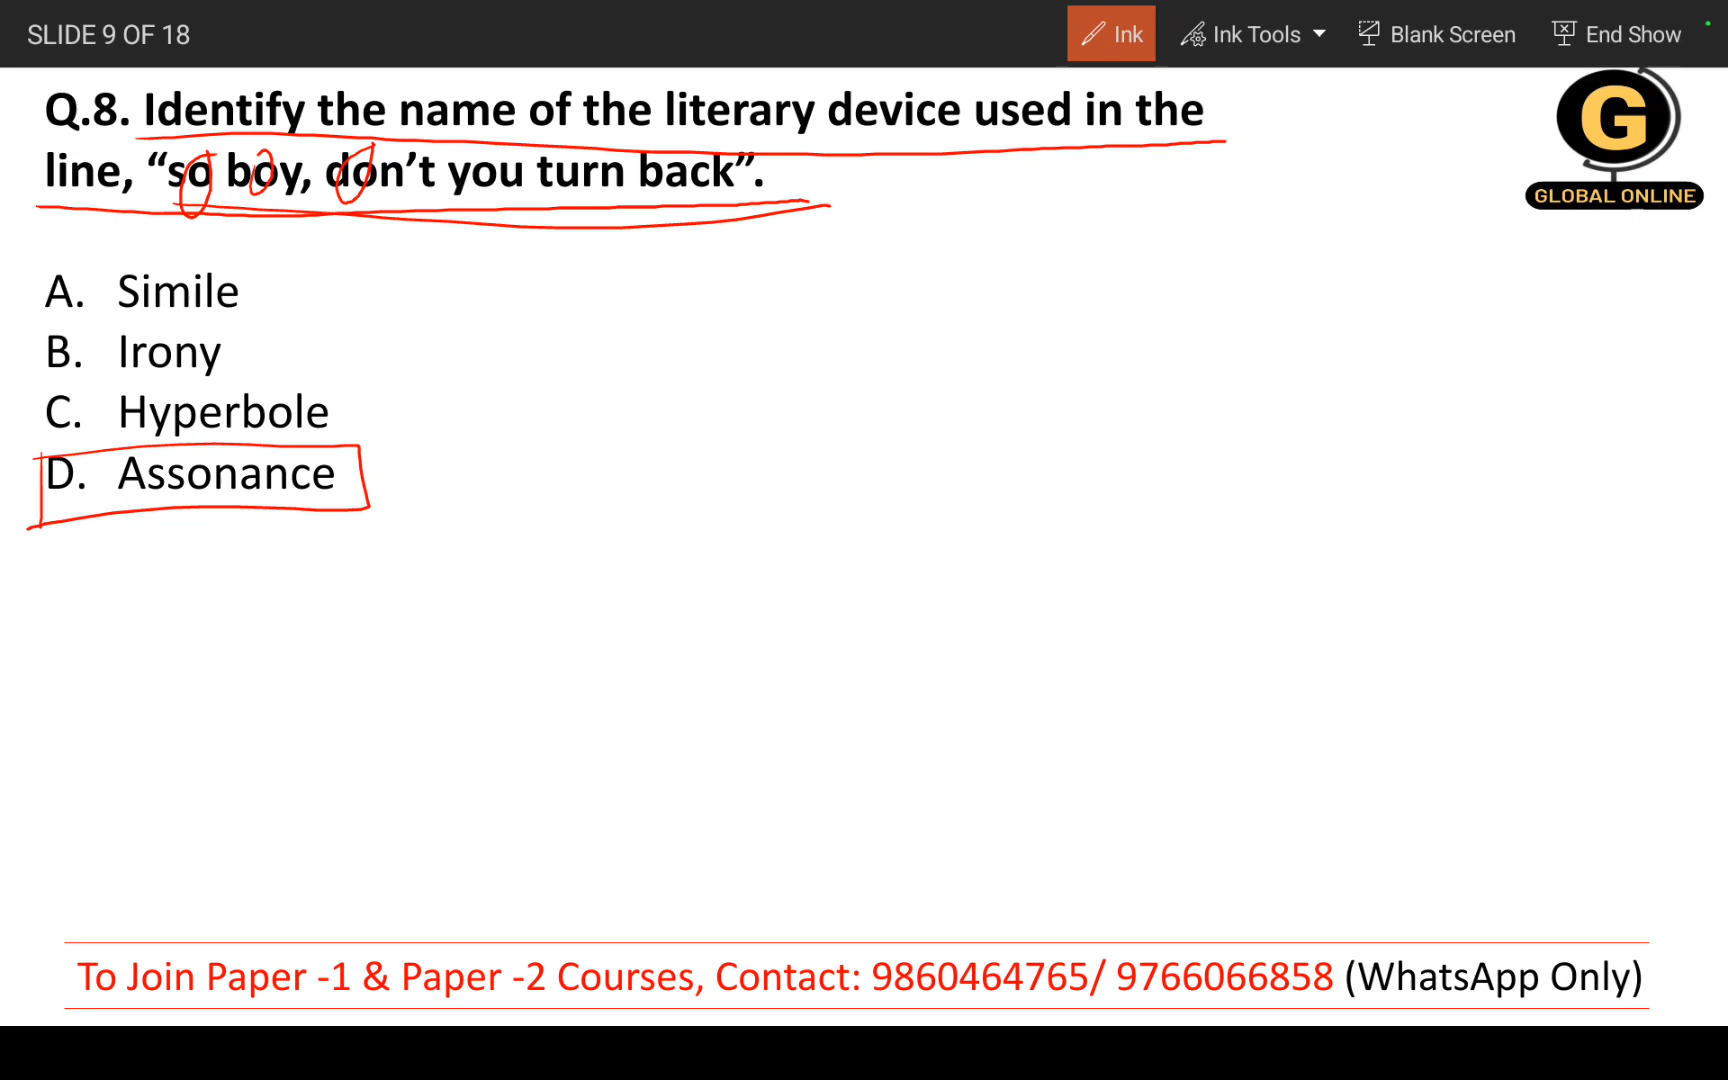 SLIDE 9 OF 18
Ink
Ink Tools
Blank Screen
End Show
Q.8. Identify the name of the literary device used in the
line, “so boy, don’t you turn back”.
G
GLOBAL ONLINE
A. Simile
B. Irony
C. Hyperbole
D. Assonance
To Join Paper -1 & Paper -2 Courses, Contact: 9860464765/ 9766066858 (WhatsApp Only)